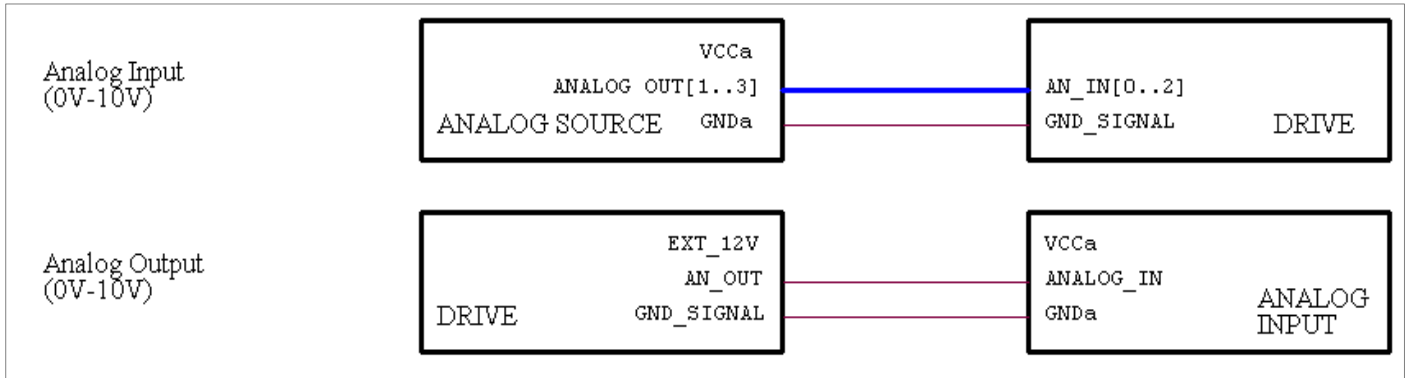 Analog Input
(0V-10V)
VCCa
ANALOG OUT[1..3]
ANALOG SOURCE GNDa
AN_IN[0..2]
GND_SIGNAL DRIVE
Analog Output
(0V-10V)
EXT_12V
AN_OUT
DRIVE GND_SIGNAL
VCCa
ANALOG_IN
GNDa
ANALOG
INPUT